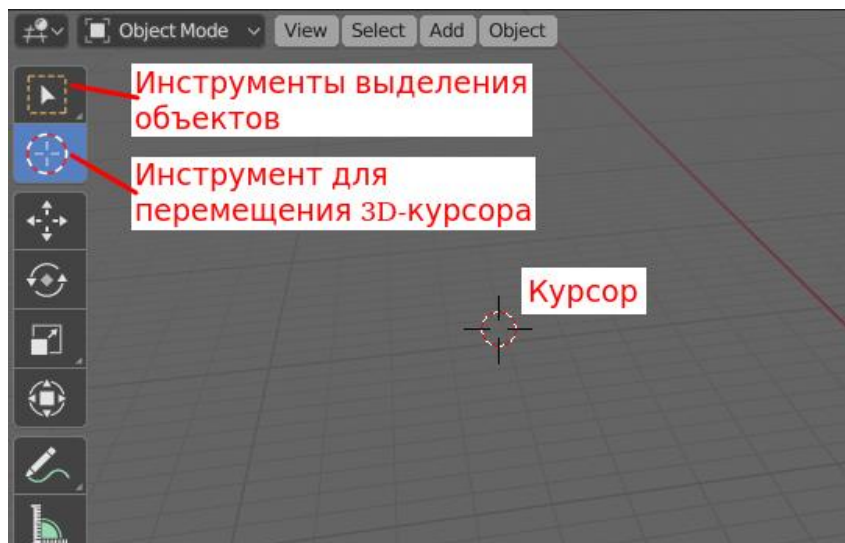 Object Mode View Select Add Object
Инструменты выделения
объектов
Инструмент для
перемещения 3D-курсора
Курсор